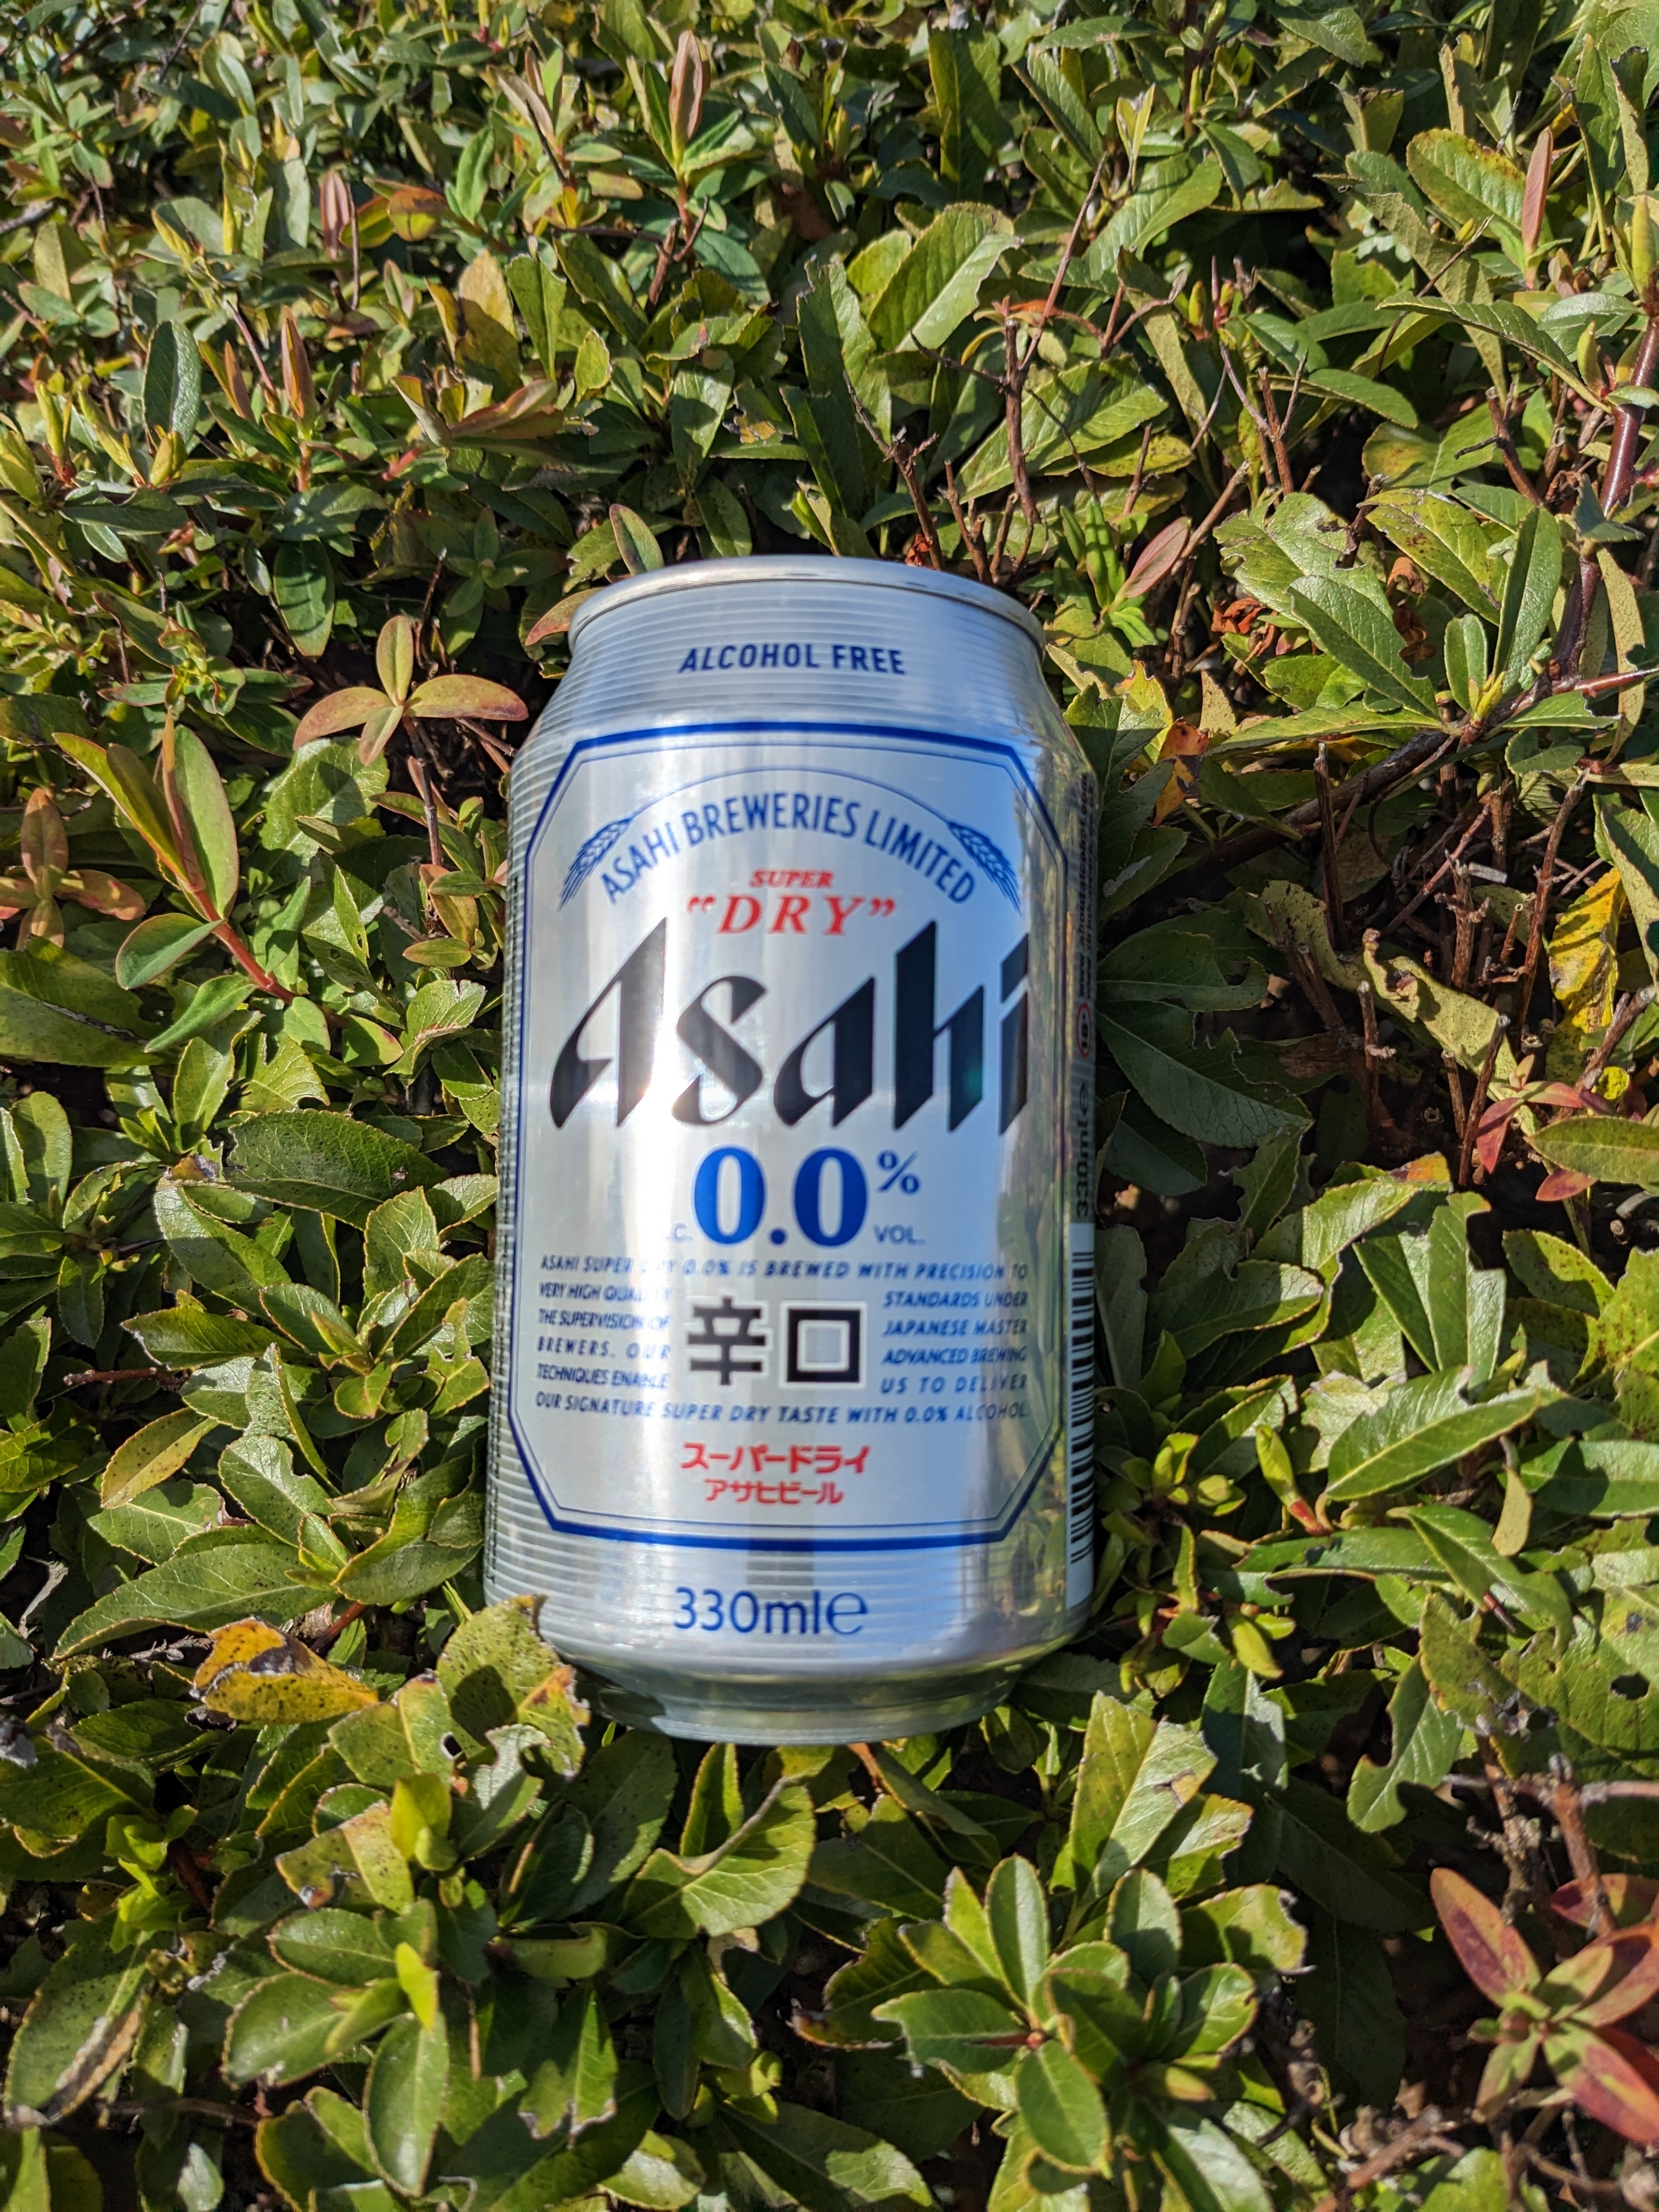 ALCOHOL FREE
ASAHI BREWERIES LIMITED
SUPER
"DRY"
Asahi
0.0%
VOL.
ASAHI SUPER DRY 0.0% IS BREWED WITH PRECISION TO
VERY HIGH QUALITY STANDARDS UNDER
THE SUPERVISION OF JAPANESE MASTER
BREWERS. OUR ADVANCED BREWING
TECHNIQUES ENABLE US TO DELIVER
OUR SIGNATURE SUPER DRY TASTE WITH 0.0% ALCOHOL.
辛口
スーパードライ
アサヒビール
330ml℮
330ml℮